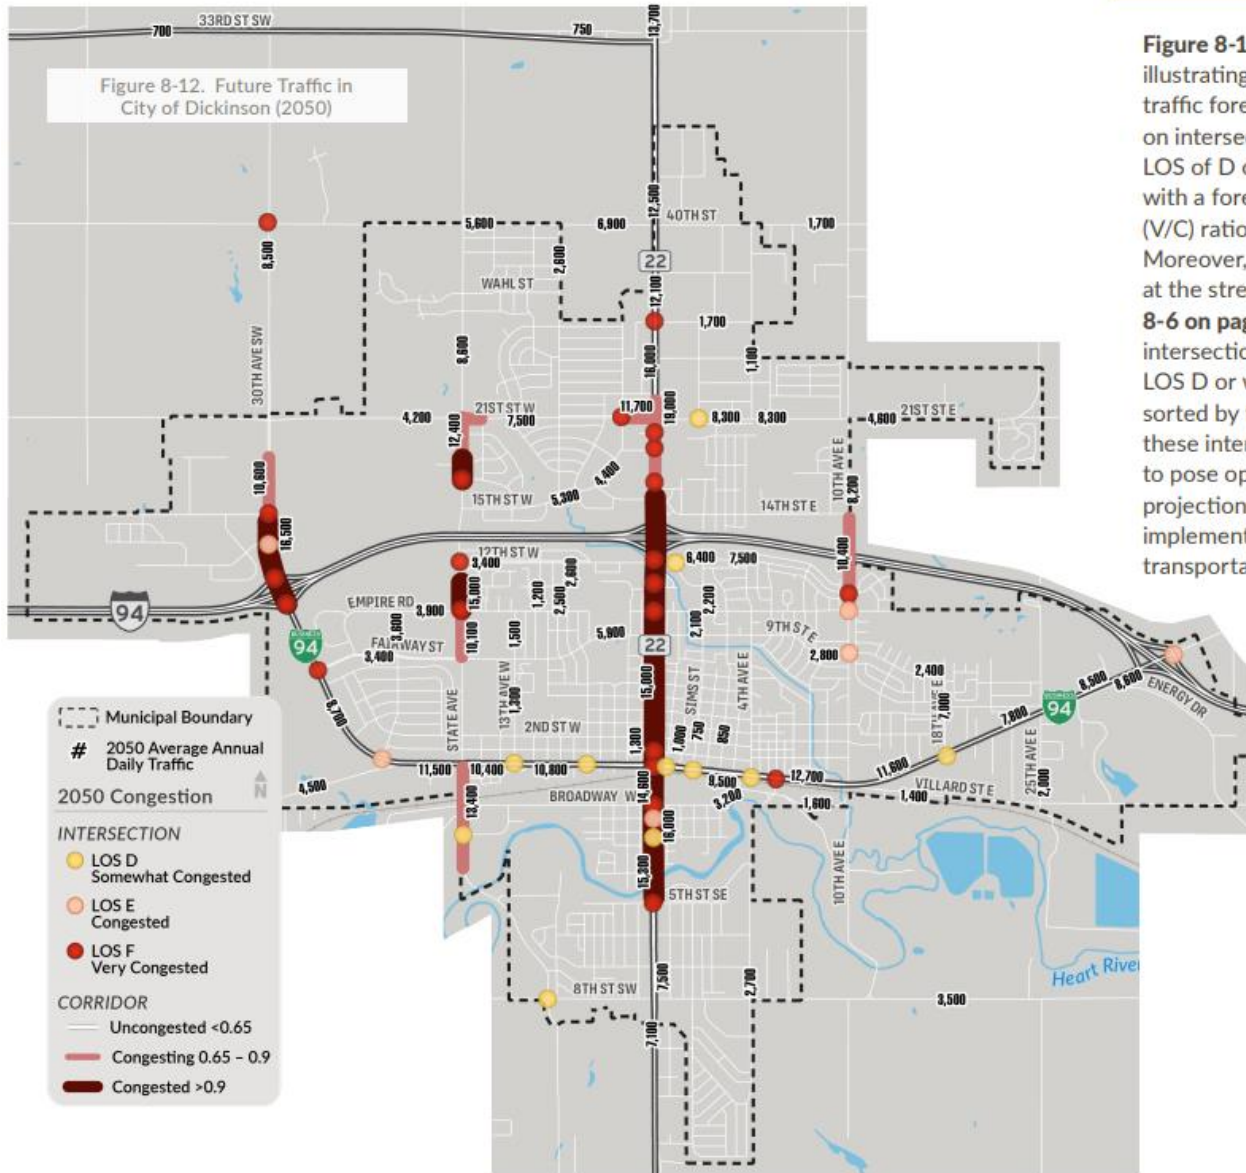 33RD ST SW
700
750
13,700
Figure 8-12. Future Traffic in
City of Dickinson (2050)
12,500
40TH ST
5,600
6,900
1,700
8,500
2,600
22
WAHL ST
12,100
1,700
30TH AVE SW
8,600
16,000
1,100
11,700
19,000
21ST ST W
4,200
7,500
12,400
8,300
8,300
4,600
21ST ST E
10,600
4,400
15TH ST W
5,300
10TH AVE E
8,200
14TH ST E
16,500
12TH ST W
3,400
6,400
7,500
10,400
94
EMPIRE RD
3,900
15,000
1,200
2,500
2,600
2,200
2,100
BUSINESS
94
FAIRWAY ST
3,600
3,400
10,100
1,500
5,800
22
9TH ST E
2,800
8,700
STATE AVE
13TH AVE W
1,300
15,000
SIMS ST
4TH AVE E
2,400
18TH AVE E
7,000
8,500
8,600
ENERGY DR
BUSINESS
94
7,800
2ND ST W
1,300
1,000
750
850
11,500
10,400
10,800
9,500
12,700
11,600
25TH AVE E
2,000
4,500
BROADWAY W
14,600
3,200
1,600
1,400
VILLARD ST E
13,400
16,000
15,300
10TH AVE E
5TH ST SE
Heart River
8TH ST SW
7,500
2,700
3,500
7,100
Municipal Boundary
# 2050 Average Annual
Daily Traffic
N
2050 Congestion
INTERSECTION
LOS D
Somewhat Congested
LOS E
Congested
LOS F
Very Congested
CORRIDOR
Uncongested <0.65
Congesting 0.65 – 0.9
Congested >0.9
Figure 8-1
illustrating
traffic fore
on interse
LOS of D o
with a fore
(V/C) ratio
Moreover,
at the stre
8-6 on pag
intersectio
LOS D or w
sorted by
these inter
to pose op
projection
implement
transporta